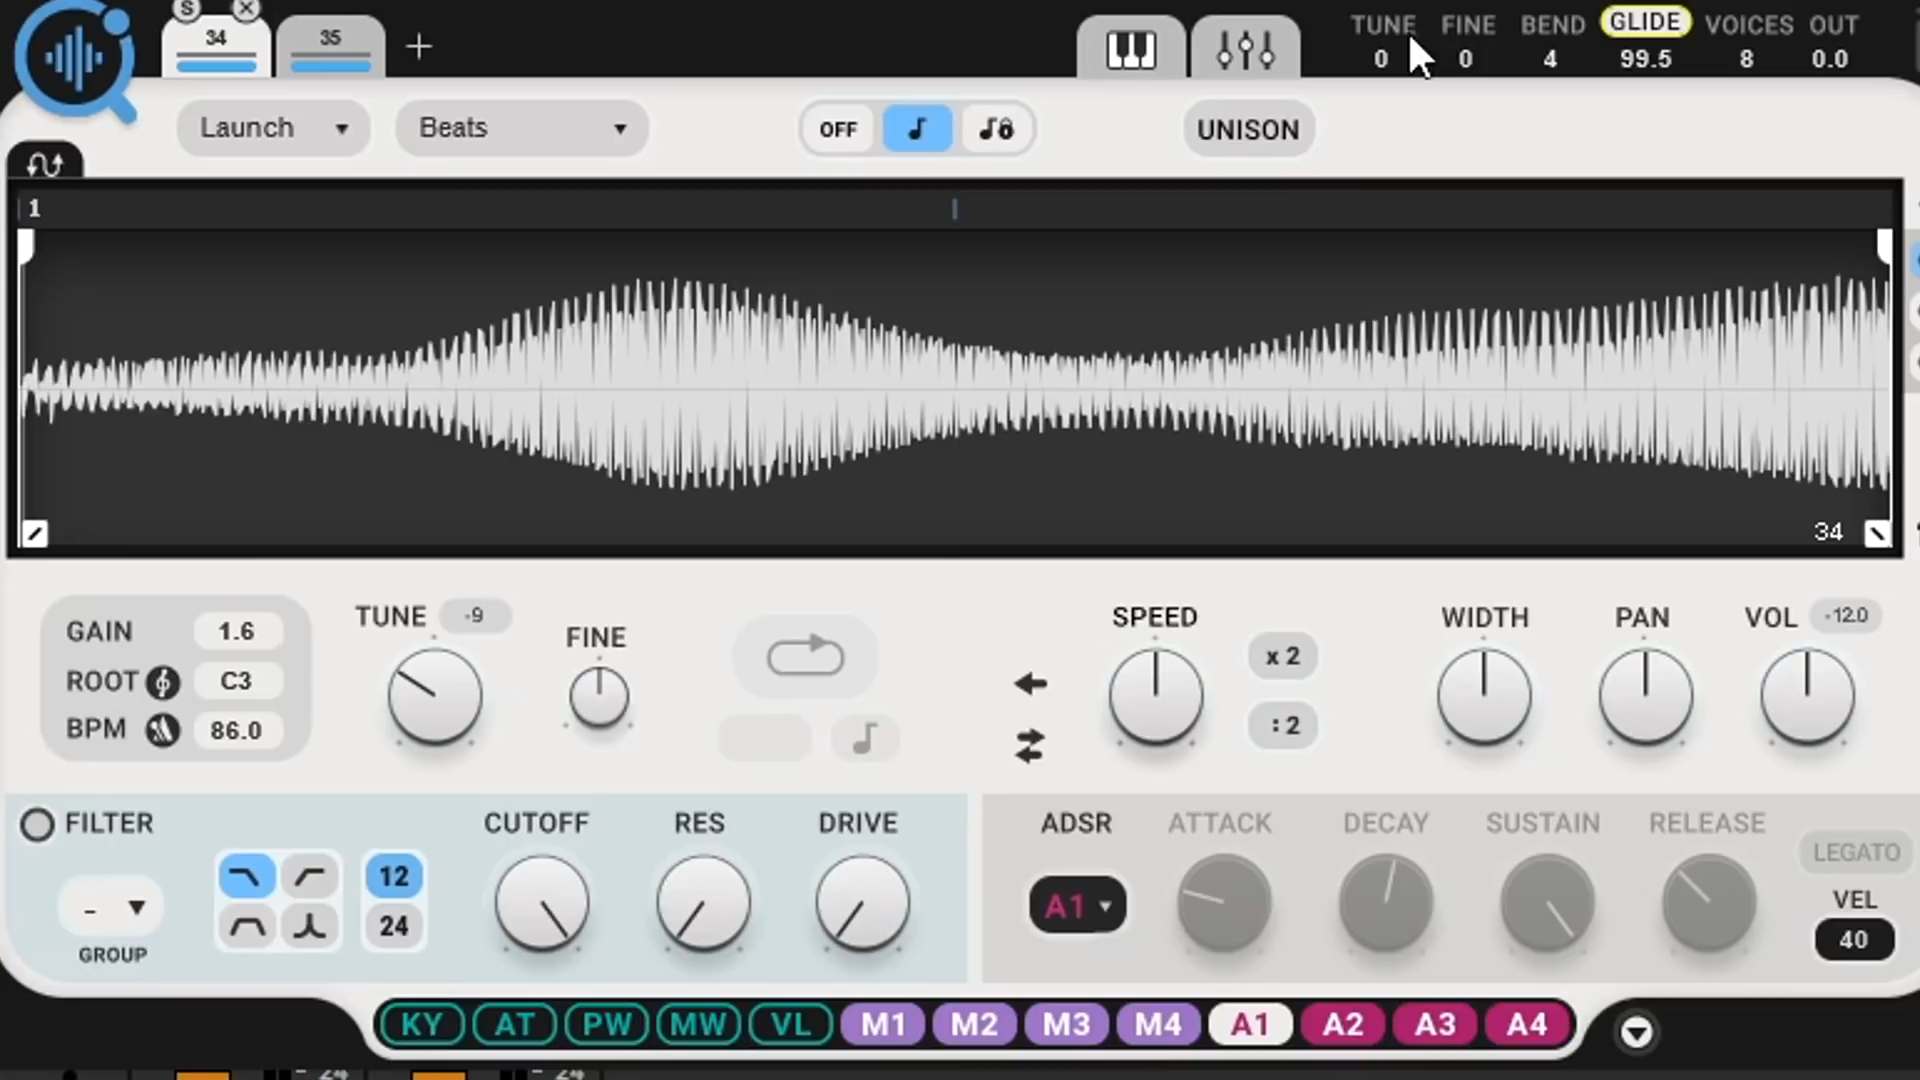 S X
34 35 +
TUNE FINE BEND GLIDE VOICES OUT
0 0 4 99.5 8 0.0
Launch Beats OFF UNISON
1
34
GAIN 1.6
ROOT C3
BPM 86.0
TUNE -9
FINE
SPEED
x 2
: 2
WIDTH PAN VOL -12.0
FILTER CUTOFF RES DRIVE
- 12
24
GROUP
ADSR ATTACK DECAY SUSTAIN RELEASE
A1 LEGATO
VEL
40
KY AT PW MW VL M1 M2 M3 M4 A1 A2 A3 A4